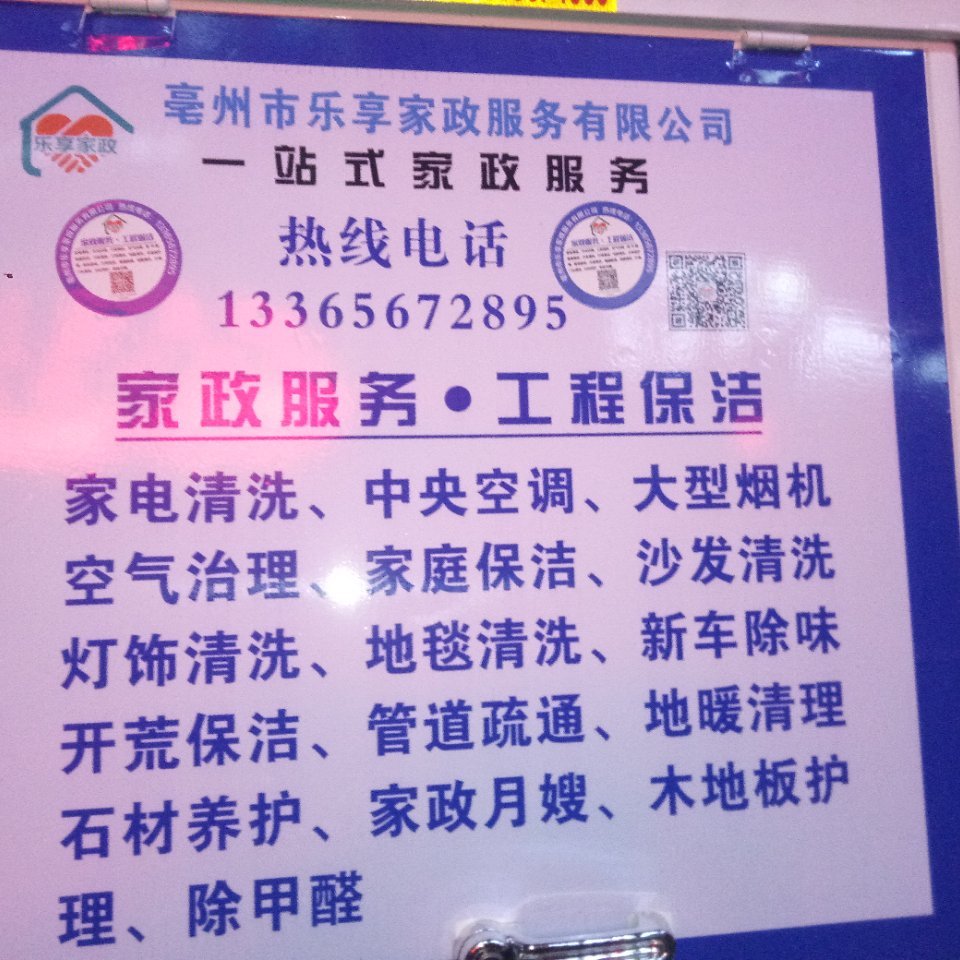 亳州市乐享家政服务有限公司
乐享家政
一站式家政服务
热线电话
13365672895
家政服务·工程保洁
家电清洗、中央空调、大型烟机
空气治理、家庭保洁、沙发清洗
灯饰清洗、地毯清洗、新车除味
开荒保洁、管道疏通、地暖清理
石材养护、家政月嫂、木地板护
理、除甲醛